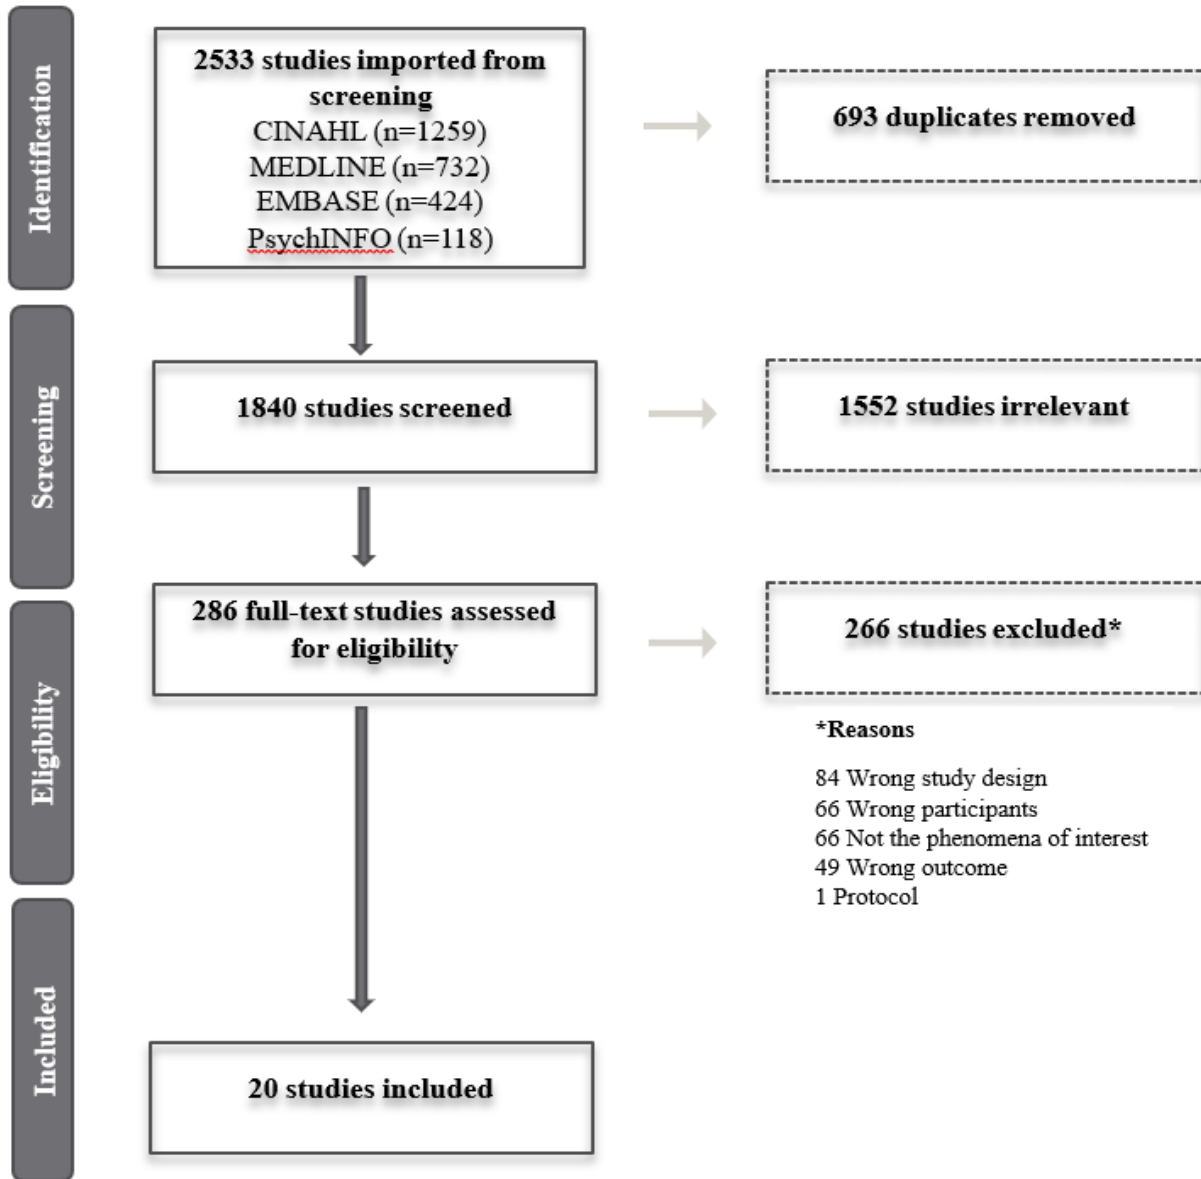 Identification
2533 studies imported from
screening
CINAHL (n=1259)
MEDLINE (n=732)
EMBASE (n=424)
PsychINFO (n=118)
693 duplicates removed
Screening
1840 studies screened
1552 studies irrelevant
Eligibility
286 full-text studies assessed
for eligibility
266 studies excluded*
*Reasons
84 Wrong study design
66 Wrong participants
66 Not the phenomena of interest
49 Wrong outcome
1 Protocol
Included
20 studies included